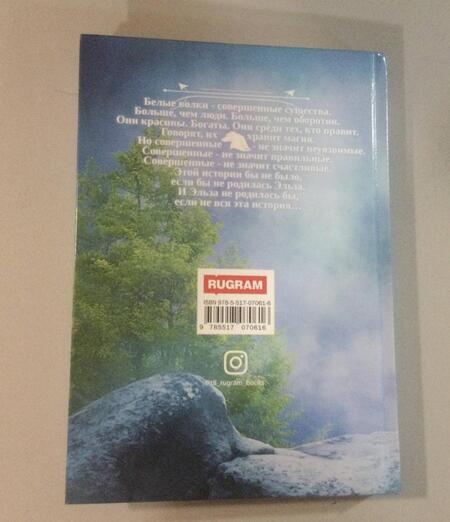 Белые волки - совершенные существа.
Больше, чем люди. Больше, чем оборотни.
Они красивы. Богаты. Они среди тех, кто правит.
Говорят, их хранит магия.
Но совершенные - не значит неуязвимые.
Совершенные - не значит правильные.
Совершенные - не значит счастливые.
Этой истории бы не было,
если бы не родилась Эльза.
И Эльза не родилась бы,
если не вся эта история...
RUGRAM
ISBN 978-5-517-07061-6
9 785517 070616
rugram_books